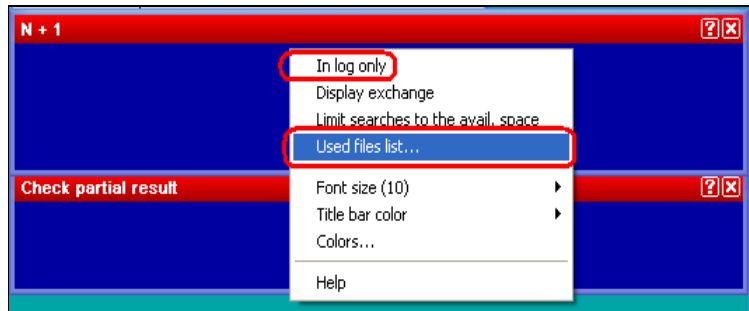 N + 1
In log only
Display exchange
Limit searches to the avail. space
Used files list...
Check partial result
Font size (10)
Title bar color
Colors...
Help